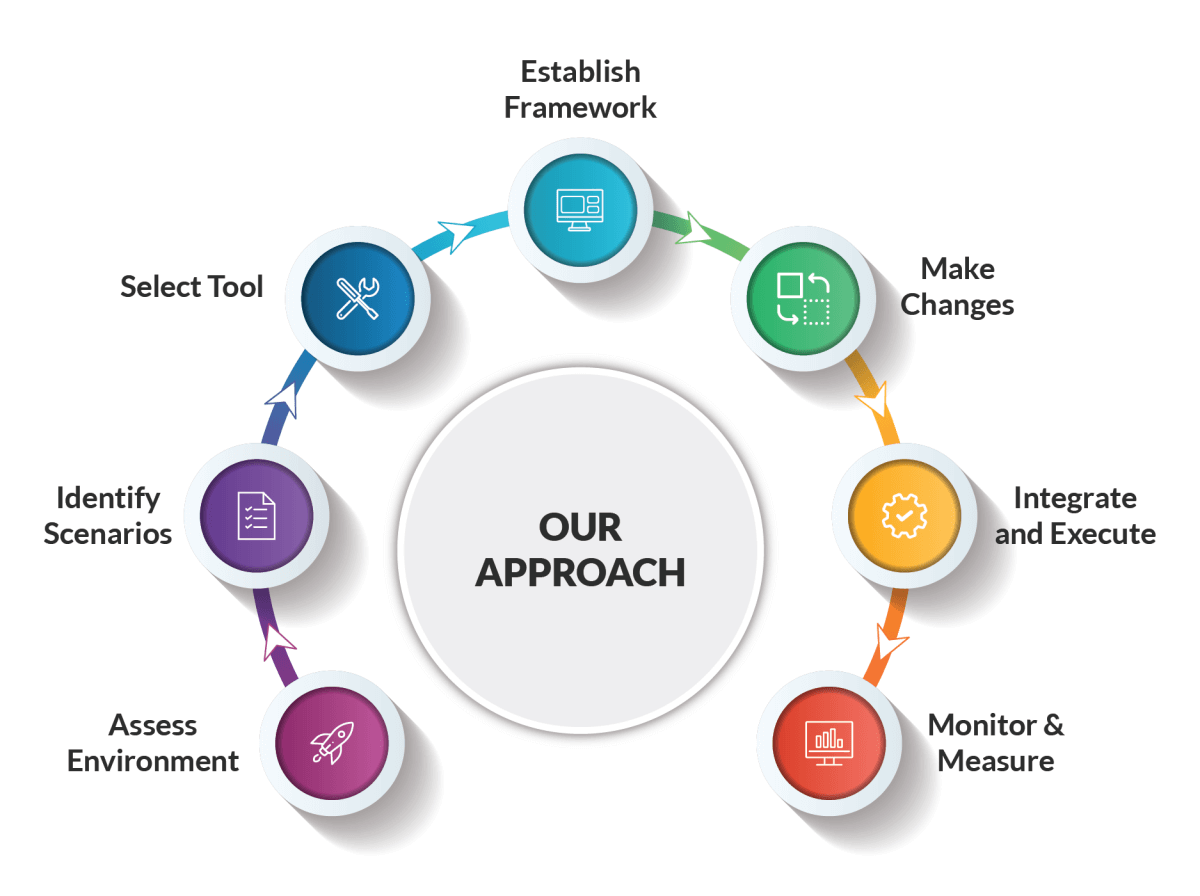 Establish
Framework
Select Tool
Make
Changes
Identify
Scenarios
OUR
APPROACH
Integrate
and Execute
Assess
Environment
Monitor &
Measure